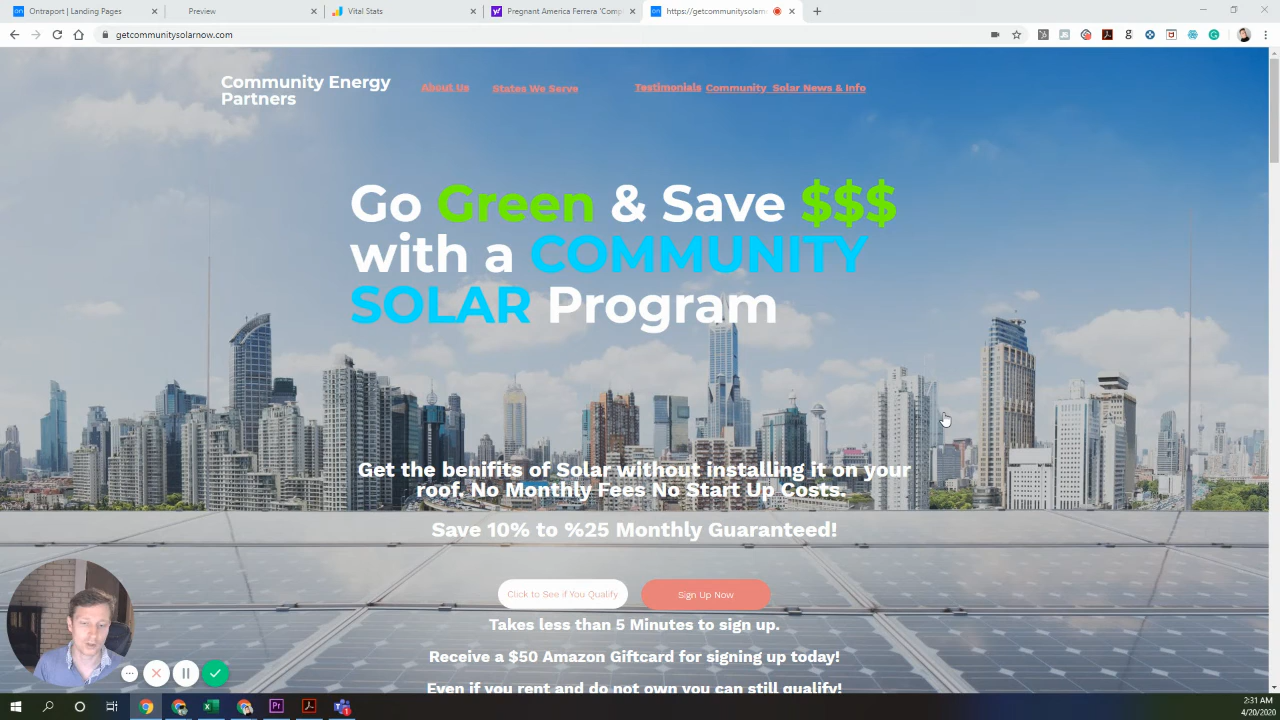 Ontraport | Landing Pages
Preview
Vital Stats
Pregnant America Ferrera 'Comp
https://getcommunitysolarn
getcommunitysolarnow.com
Community Energy
Partners
About Us
States We Serve
Testimonials
Community Solar News & Info
Go Green & Save $$$
with a COMMUNITY
SOLAR Program
Get the benifits of Solar without installing it on your
roof. No Monthly Fees No Start Up Costs.
Save 10% to %25 Monthly Guaranteed!
Click to See if You Qualify
Sign Up Now
Takes less than 5 Minutes to sign up.
Receive a $50 Amazon Giftcard for signing up today!
Even if you rent and do not own you can still qualify!
2:31 AM
4/20/2020